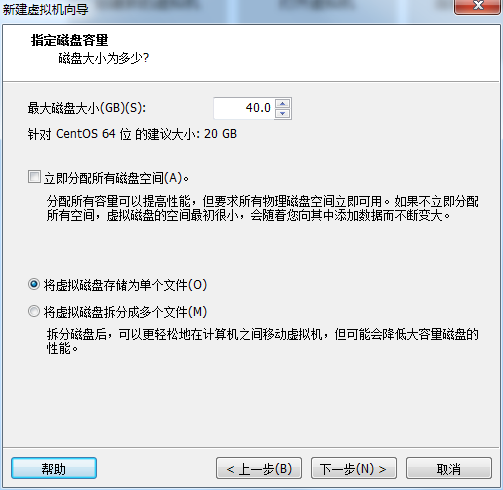 新建虚拟机向导
指定磁盘容量
磁盘大小为多少?
最大磁盘大小(GB)(S):
40.0
针对 CentOS 64 位 的建议大小: 20 GB
立即分配所有磁盘空间(A)。
分配所有容量可以提高性能，但要求所有物理磁盘空间立即可用。如果不立即分配
所有空间，虚拟磁盘的空间最初很小，会随着您向其中添加数据而不断变大。
将虚拟磁盘存储为单个文件(O)
将虚拟磁盘拆分成多个文件(M)
拆分磁盘后，可以更轻松地在计算机之间移动虚拟机，但可能会降低大容量磁盘的
性能。
帮助
< 上一步(B)
下一步(N) >
取消